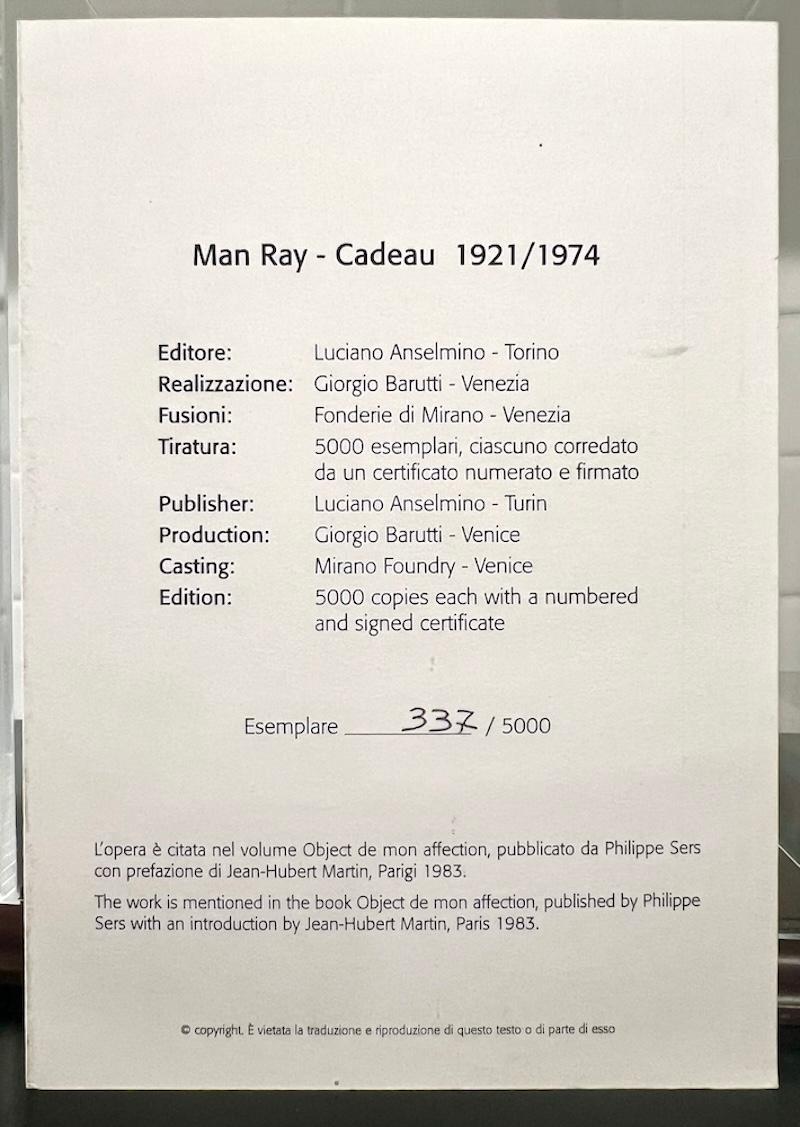 Man Ray - Cadeau 1921/1974
Editore: Luciano Anselmino - Torino
Realizzazione: Giorgio Barutti - Venezia
Fusioni: Fonderie di Mirano - Venezia
Tiratura: 5000 esemplari, ciascuno corredato
da un certificato numerato e firmato
Publisher: Luciano Anselmino - Turin
Production: Giorgio Barutti - Venice
Casting: Mirano Foundry - Venice
Edition: 5000 copies each with a numbered
and signed certificate
Esemplare 337 / 5000
L'opera è citata nel volume Object de mon affection, pubblicato da Philippe Sers
con prefazione di Jean-Hubert Martin, Parigi 1983.
The work is mentioned in the book Object de mon affection, published by Philippe
Sers with an introduction by Jean-Hubert Martin, Paris 1983.
© copyright. È vietata la traduzione e riproduzione di questo testo o di parte di esso